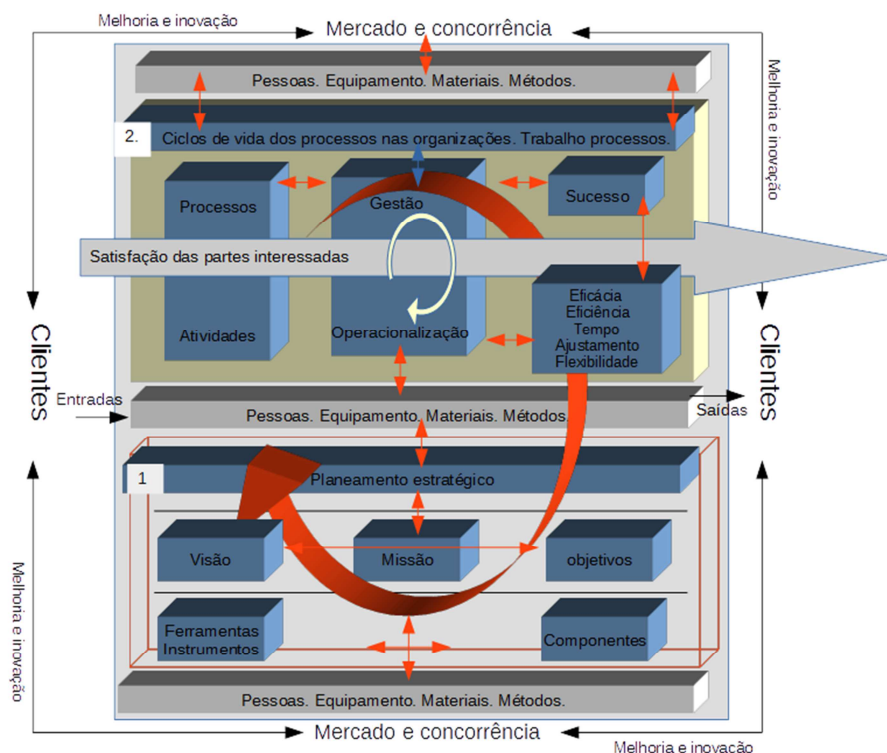 Melhoria e inovação
Mercado e concorrência
Melhoria e inovação
Pessoas. Equipamento. Materiais. Métodos.
2.
Ciclos de vida dos processos nas organizações. Trabalho processos.
Processos
Gestão
Sucesso
Satisfação das partes interessadas
Atividades
Operacionalização
Eficácia
Eficiência
Tempo
Ajustamento
Flexibilidade
Clientes
Clientes
Entradas
Saídas
Pessoas. Equipamento. Materiais. Métodos.
1
Planeamento estratégico
Visão
Missão
objetivos
Ferramentas
Instrumentos
Componentes
Melhoria e inovação
Pessoas. Equipamento. Materiais. Métodos.
Mercado e concorrência
Melhoria e inovação